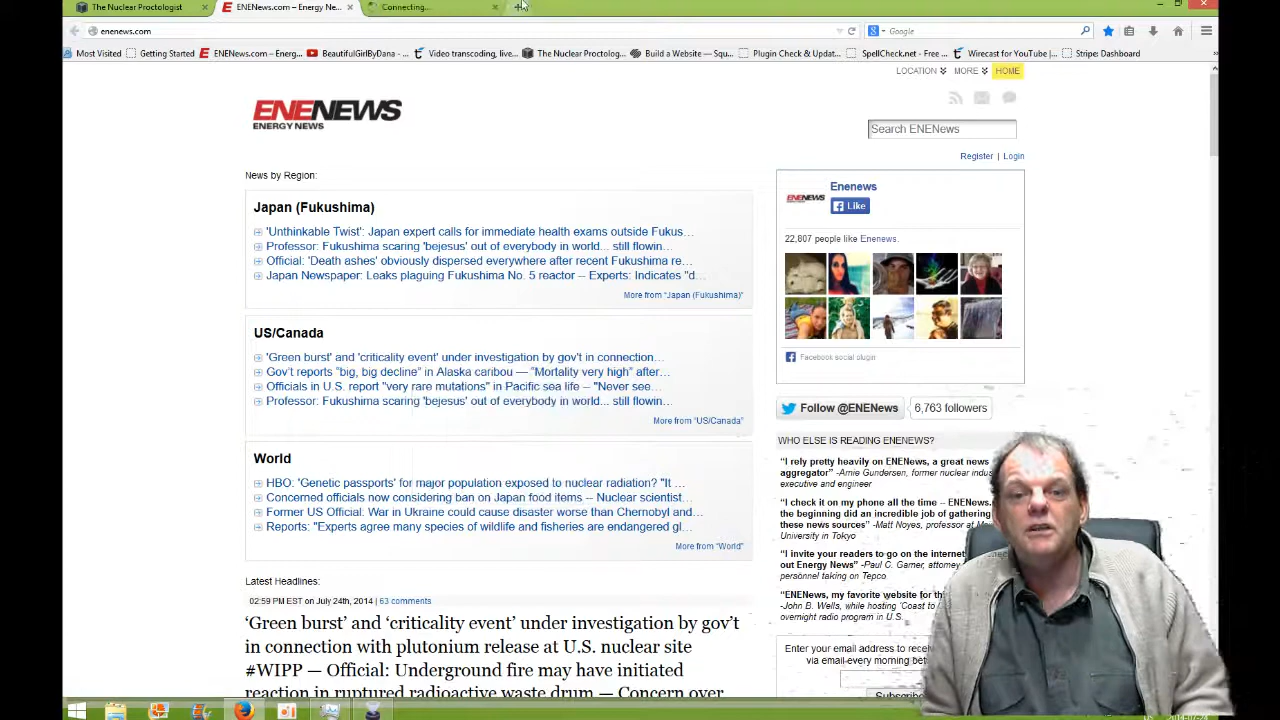 The Nuclear Proctologist
ENENews.com – Energy Ne...
Connecting...
enenews.com
Google
Most Visited
Getting Started
ENENews.com – Energ...
BeautifulGirlByDana - ...
Video transcoding, li...
The Nuclear Proctolog...
Build a Website — Squ...
Plugin Check & Updat...
SpellCheck.net - Free ...
Wirecast for YouTube |...
Stripe: Dashboard
LOCATION MORE HOME
ENENEWS
ENERGY NEWS
Search ENENews
Register | Login
News by Region:
Japan (Fukushima)
'Unthinkable Twist': Japan expert calls for immediate health exams outside Fukus...
Professor: Fukushima scaring 'bejesus' out of everybody in world... still flowin...
Official: 'Death ashes' obviously dispersed everywhere after recent Fukushima re...
Japan Newspaper: Leaks plaguing Fukushima No. 5 reactor -- Experts: Indicates "d...
More from "Japan (Fukushima)"
US/Canada
'Green burst' and 'criticality event' under investigation by gov't in connection...
Gov't reports "big, big decline" in Alaska caribou — "Mortality very high" after...
Officials in U.S. report "very rare mutations" in Pacific sea life -- "Never see...
Professor: Fukushima scaring 'bejesus' out of everybody in world... still flowin...
More from "US/Canada"
World
HBO: 'Genetic passports' for major population exposed to nuclear radiation? "It ...
Concerned officials now considering ban on Japan food items -- Nuclear scientist...
Former US Official: War in Ukraine could cause disaster worse than Chernobyl and...
Reports: "Experts agree many species of wildlife and fisheries are endangered gl...
More from "World"
Latest Headlines:
02:59 PM EST on July 24th, 2014 | 63 comments
'Green burst' and 'criticality event' under investigation by gov't
in connection with plutonium release at U.S. nuclear site
#WIPP — Official: Underground fire may have initiated
reaction in ruptured radioactive waste drum — Concern over
Enenews
Like
22,807 people like Enenews.
Facebook social plugin
Follow @ENENews
6,763 followers
WHO ELSE IS READING ENENEWS?
"I rely pretty heavily on ENENews, a great news
aggregator" -Arnie Gundersen, former nuclear indus
executive and engineer
"I check it on my phone all the time -- ENENews
the beginning did an incredible job of gathering
these news sources" -Matt Noyes, professor at M
University in Tokyo
"I invite your readers to go on the internet
out Energy News" -Paul C. Garner, attorney
personnel taking on Tepco
"ENENews, my favorite website for th
-John B. Wells, while hosting 'Coast to
overnight radio program in U.S.
Enter your email address to rece
via email every morning be
Subscribe